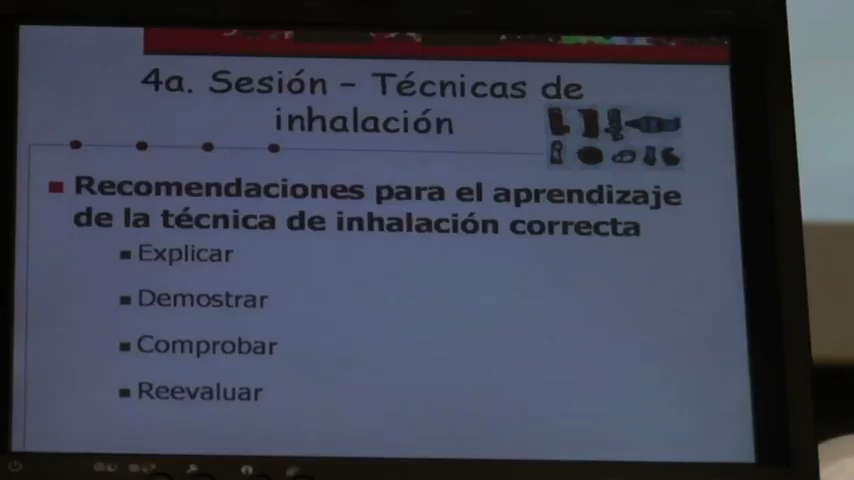 4a. Sesión – Técnicas de
inhalación
Recomendaciones para el aprendizaje
de la técnica de inhalación correcta
Explicar
Demostrar
Comprobar
Reevaluar